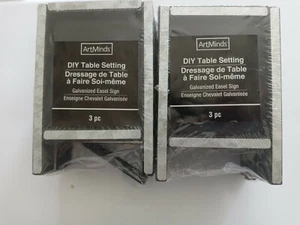 ArtMinds
DIY Table Setting
Dressage de Table
à Faire Soi-même
Galvanized Easel Sign
Enseigne Chevalet Galvanisée
3 pc
ArtMinds
DIY Table Setting
Dressage de Table
à Faire Soi-même
Galvanized Easel Sign
Enseigne Chevalet Galvanisée
3 pc